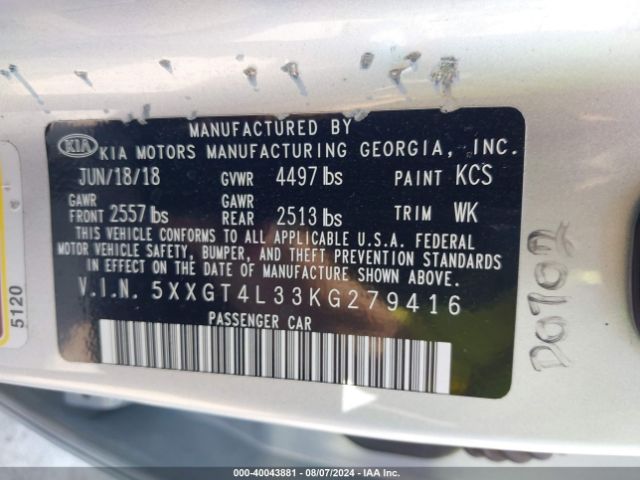 KIA
MANUFACTURED BY
KIA MOTORS MANUFACTURING GEORGIA, INC.
JUN/18/18 GVWR 4497 lbs PAINT KCS
GAWR FRONT 2557 lbs GAWR REAR 2513 lbs TRIM WK
THIS VEHICLE CONFORMS TO ALL APPLICABLE U.S.A. FEDERAL
MOTOR VEHICLE SAFETY, BUMPER, AND THEFT PREVENTION STANDARDS
IN EFFECT ON THE DATE OF MANUFACTURE SHOWN ABOVE.
V.I.N. 5XXGT4L33KG279416
PASSENGER CAR
5120
000-40043881 - 08/07/2024 - IAA Inc.